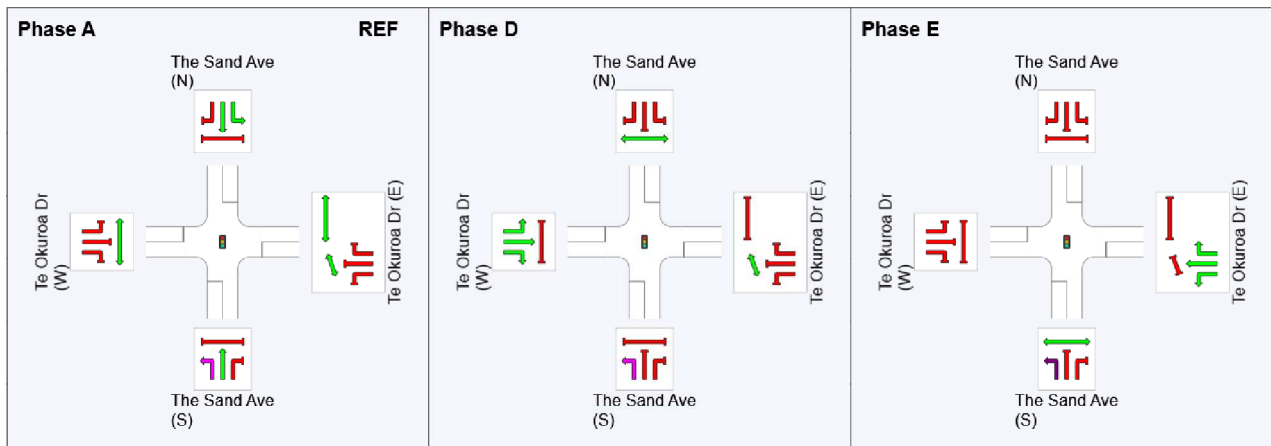 Phase A
REF
The Sand Ave
(N)
Te Okuroa Dr
(W)
Te Okuroa Dr (E)
The Sand Ave
(S)
Phase D
The Sand Ave
(N)
Te Okuroa Dr
(W)
Te Okuroa Dr (E)
The Sand Ave
(S)
Phase E
The Sand Ave
(N)
Te Okuroa Dr
(W)
Te Okuroa Dr (E)
The Sand Ave
(S)